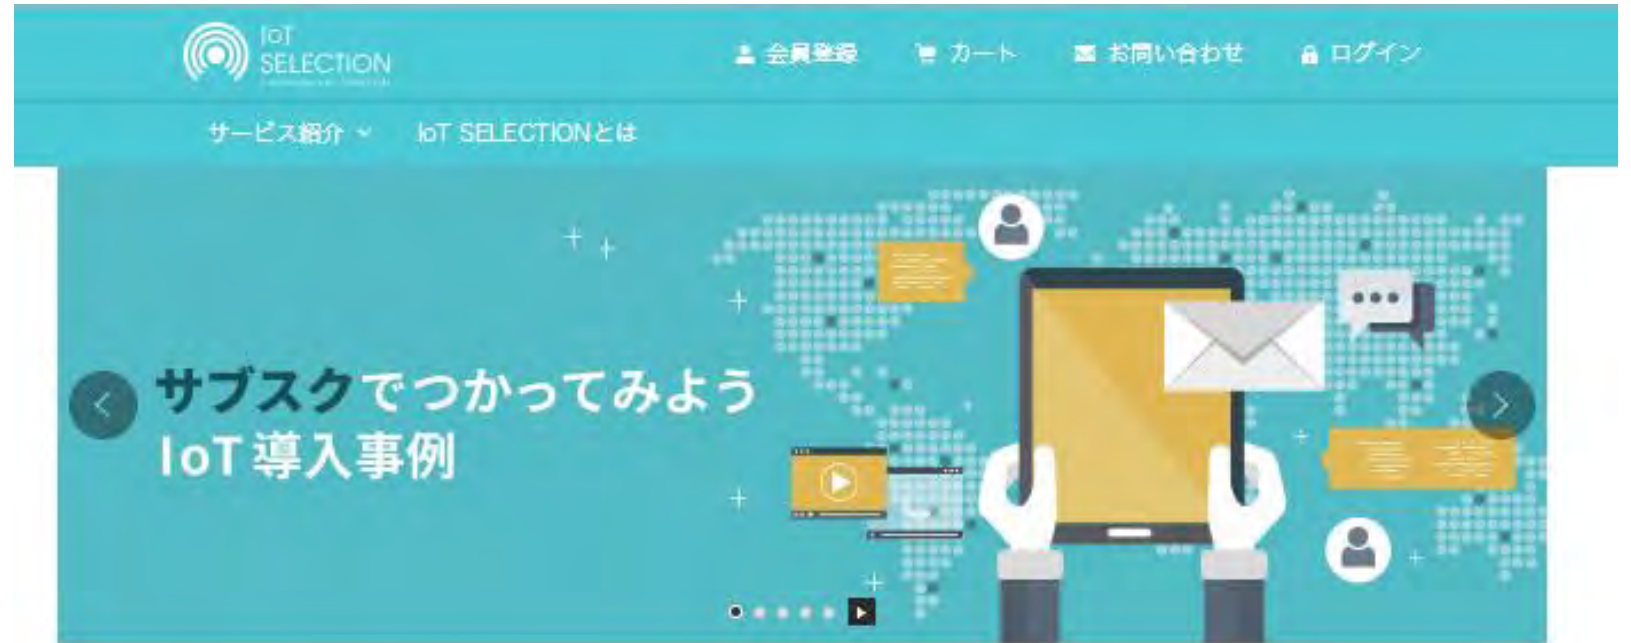 IoT
SELECTION
会員登録 カート お問い合わせ ログイン
サービス紹介 IoT SELECTIONとは
サブスクでつかってみよう
IoT導入事例